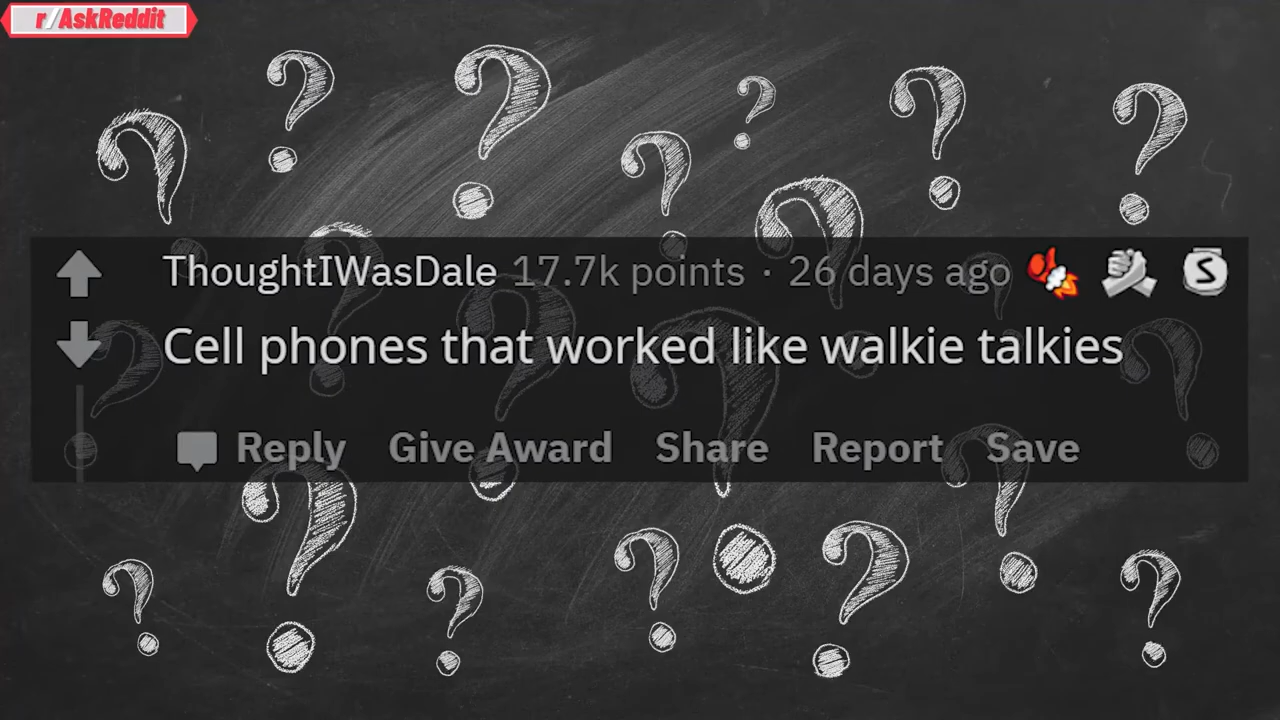 r/AskReddit
ThoughtIWasDale 17.7k points · 26 days ago S
Cell phones that worked like walkie talkies
Reply Give Award Share Report Save